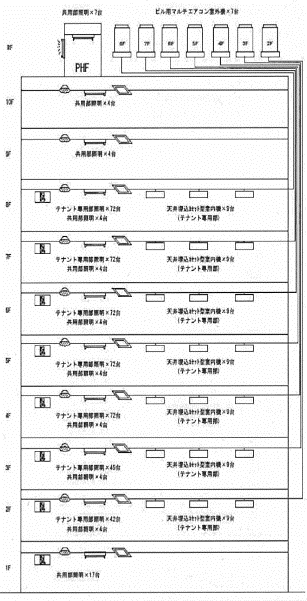 共用部照明×7台
ビル用マルチエアコン室外機×7台
RF
PHF
8F 7F 6F 5F 4F 3F 2F
10F
共用部照明×4台
9F
共用部照明×4台
8F
テナント専用部照明×72台
共用部照明×4台
天井埋込カセット型室内機×9台
(テナント専用部)
7F
テナント専用部照明×72台
共用部照明×4台
天井埋込カセット型室内機×9台
(テナント専用部)
6F
テナント専用部照明×72台
共用部照明×4台
天井埋込カセット型室内機×9台
(テナント専用部)
5F
テナント専用部照明×72台
共用部照明×4台
天井埋込カセット型室内機×9台
(テナント専用部)
4F
テナント専用部照明×72台
共用部照明×4台
天井埋込カセット型室内機×9台
(テナント専用部)
3F
テナント専用部照明×45台
共用部照明×4台
天井埋込カセット型室内機×9台
(テナント専用部)
2F
テナント専用部照明×42台
共用部照明×4台
天井埋込カセット型室内機×9台
(テナント専用部)
1F
共用部照明×17台